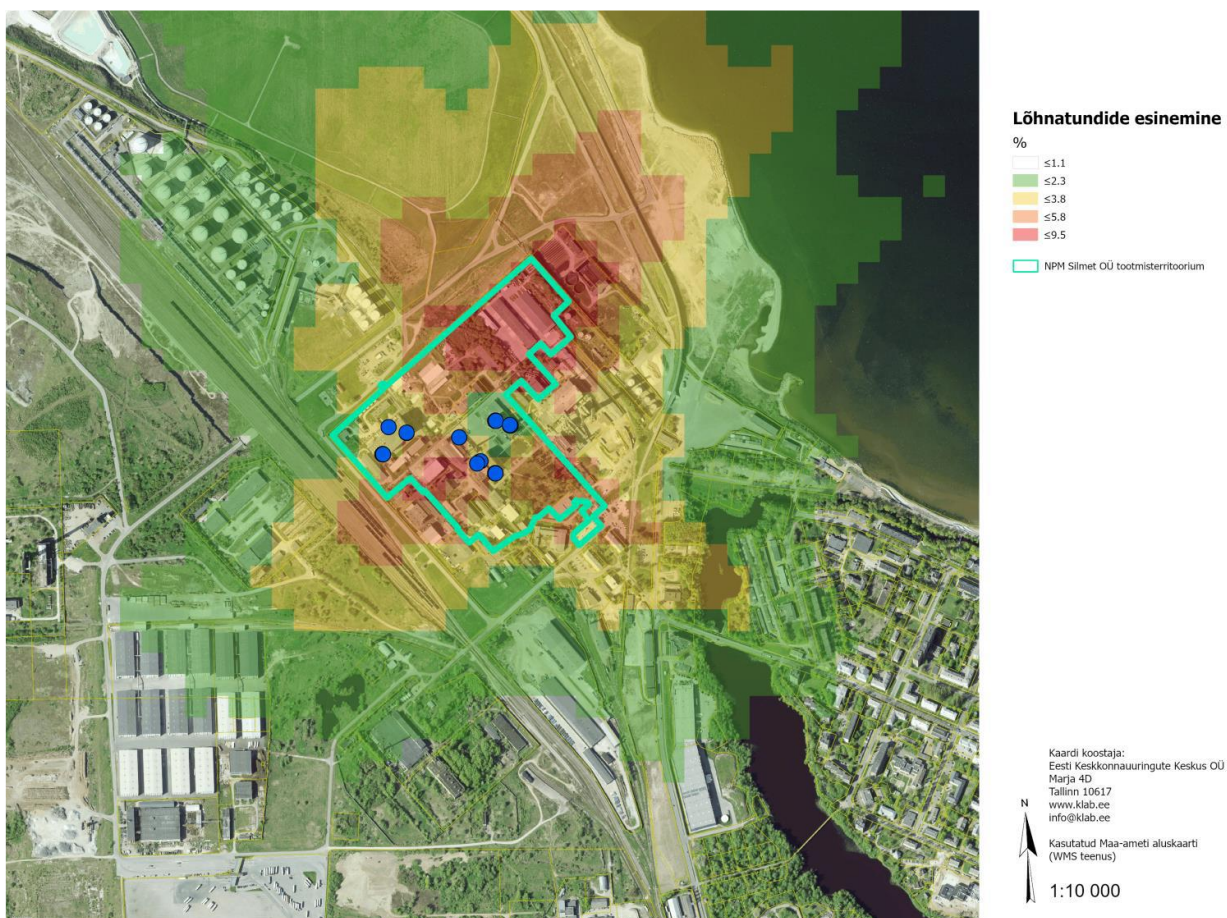 Lõhnatundide esinemine
%
≤1.1
≤2.3
≤3.8
≤5.8
≤9.5
NPM Silmet OÜ tootmisterritoorium
Kaardi koostaja:
Eesti Keskkonnauuringute Keskus OÜ
Marja 4D
Tallinn 10617
www.klab.ee
info@klab.ee
N
Kasutatud Maa-ameti aluskaarti
(WMS teenus)
1:10 000